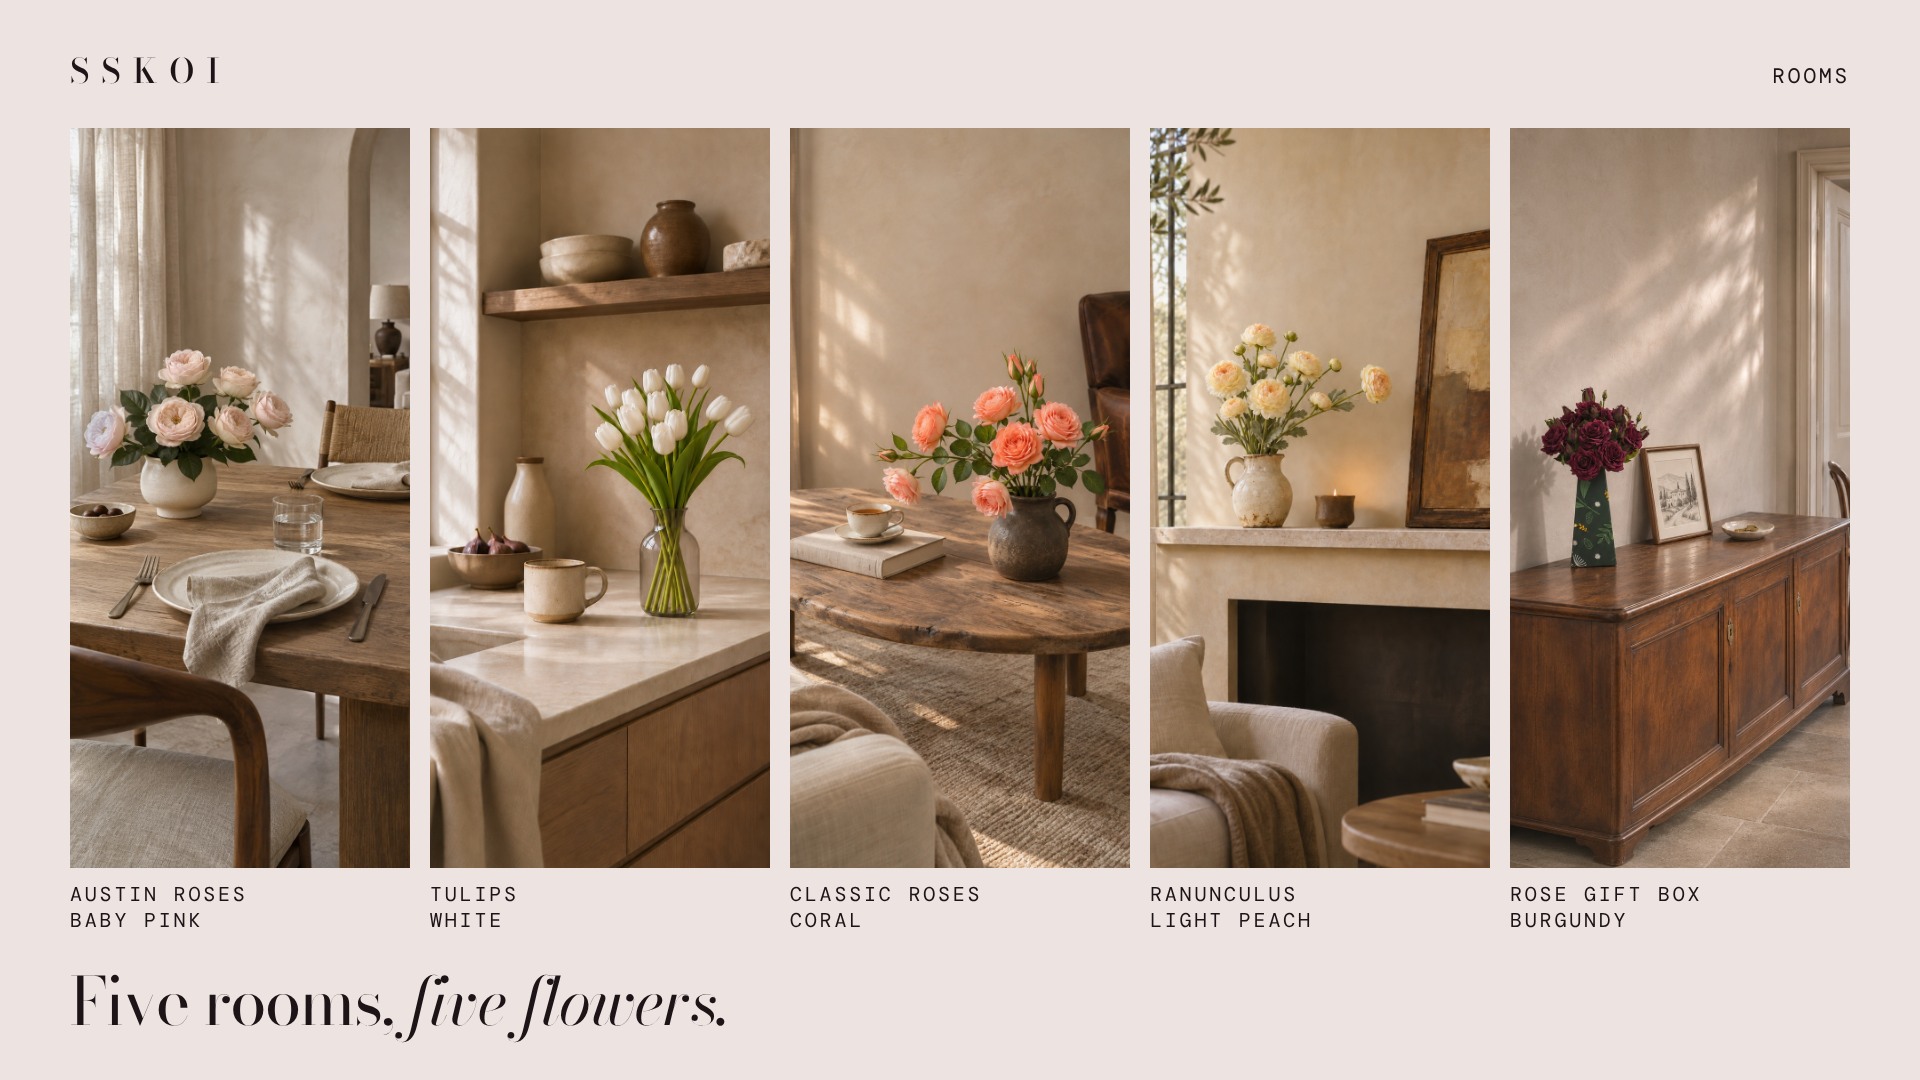 SSKOI
ROOMS
AUSTIN ROSES
BABY PINK
TULIPS
WHITE
CLASSIC ROSES
CORAL
RANUNCULUS
LIGHT PEACH
ROSE GIFT BOX
BURGUNDY
Five rooms, five flowers.